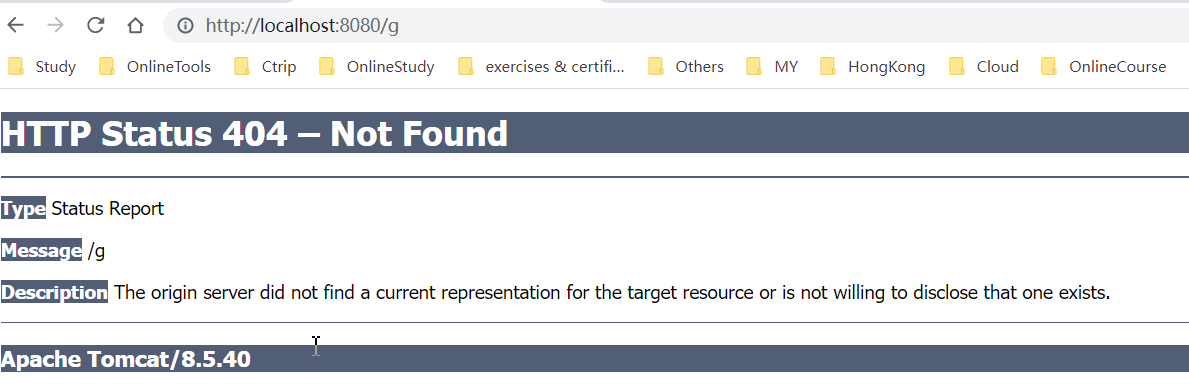 http://localhost:8080/g
Study OnlineTools Ctrip OnlineStudy exercises & certifi... Others MY HongKong Cloud OnlineCourse
HTTP Status 404 – Not Found
Type Status Report
Message /g
Description The origin server did not find a current representation for the target resource or is not willing to disclose that one exists.
Apache Tomcat/8.5.40